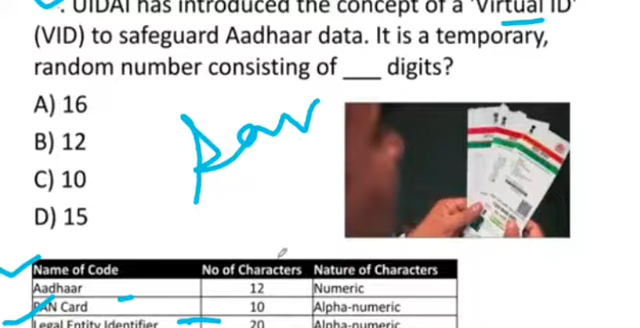 . UIDAI has introduced the concept of a 'Virtual ID'
(VID) to safeguard Aadhaar data. It is a temporary,
random number consisting of ___ digits?
A) 16
B) 12
C) 10
D) 15
Name of Code No of Characters Nature of Characters
Aadhaar 12 Numeric
PAN Card 10 Alpha-numeric
Legal Entity Identifier 20 Alpha-numeric